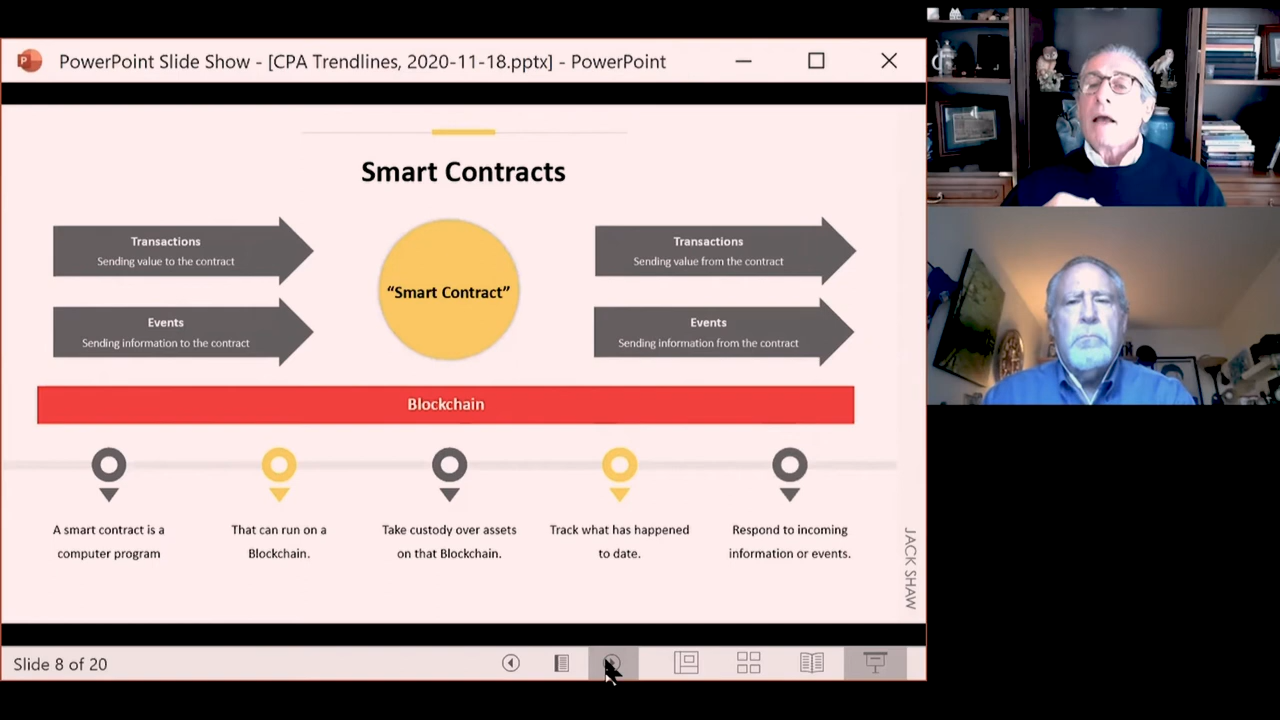 PowerPoint Slide Show - [CPA Trendlines, 2020-11-18.pptx] - PowerPoint
Smart Contracts
Transactions
Sending value to the contract
Events
Sending information to the contract
“Smart Contract”
Transactions
Sending value from the contract
Events
Sending information from the contract
Blockchain
A smart contract is a
computer program
That can run on a
Blockchain.
Take custody over assets
on that Blockchain.
Track what has happened
to date.
Respond to incoming
information or events.
JACK SHAW
Slide 8 of 20